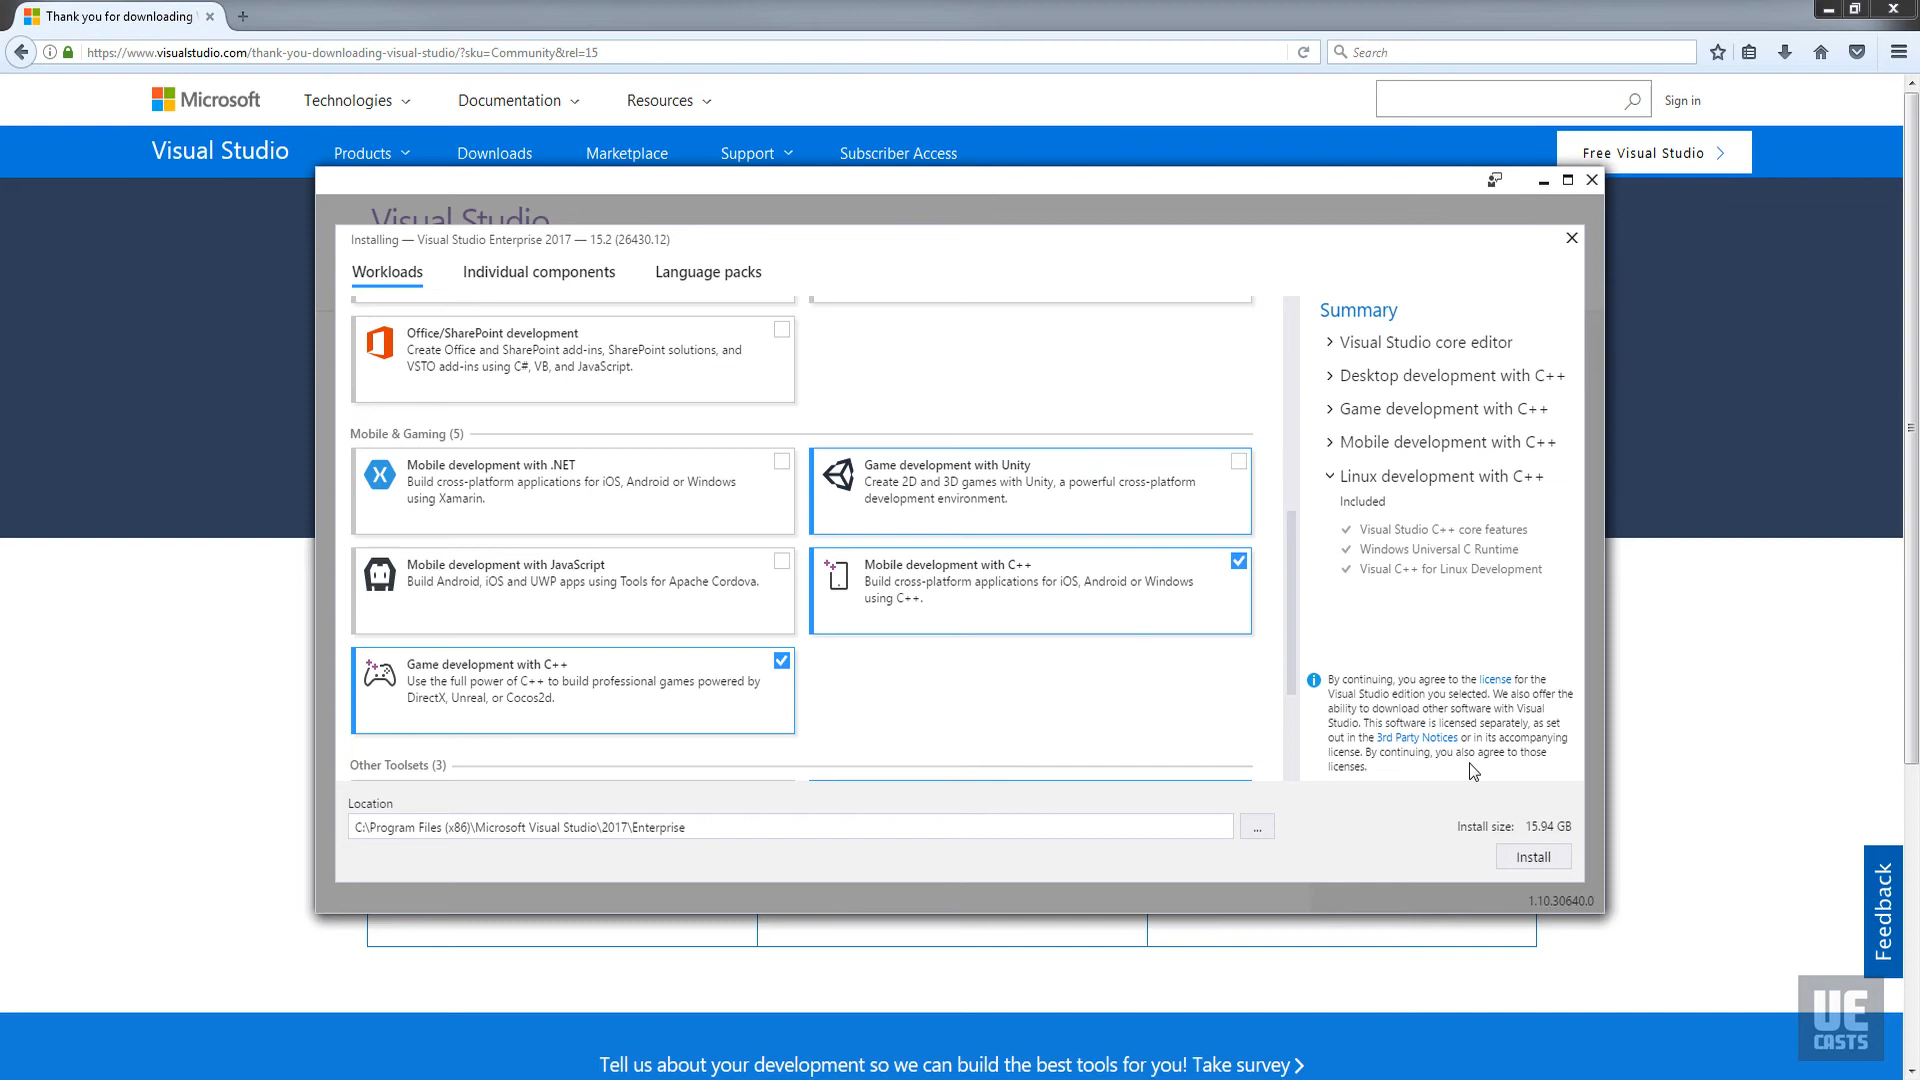 Thank you for downloading
https://www.visualstudio.com/thank-you-downloading-visual-studio/?sku=Community&rel=15
Search
Microsoft
Technologies
Documentation
Resources
Sign in
Visual Studio
Products
Downloads
Marketplace
Support
Subscriber Access
Free Visual Studio
Visual Studio
Installing — Visual Studio Enterprise 2017 — 15.2 (26430.12)
Workloads
Individual components
Language packs
Office/SharePoint development
Create Office and SharePoint add-ins, SharePoint solutions, and
VSTO add-ins using C#, VB, and JavaScript.
Mobile & Gaming (5)
Mobile development with .NET
Build cross-platform applications for iOS, Android or Windows
using Xamarin.
Game development with Unity
Create 2D and 3D games with Unity, a powerful cross-platform
development environment.
Mobile development with JavaScript
Build Android, iOS and UWP apps using Tools for Apache Cordova.
Mobile development with C++
Build cross-platform applications for iOS, Android or Windows
using C++.
Game development with C++
Use the full power of C++ to build professional games powered by
DirectX, Unreal, or Cocos2d.
Other Toolsets (3)
Summary
Visual Studio core editor
Desktop development with C++
Game development with C++
Mobile development with C++
Linux development with C++
Included
Visual Studio C++ core features
Windows Universal C Runtime
Visual C++ for Linux Development
By continuing, you agree to the license for the
Visual Studio edition you selected. We also offer the
ability to download other software with Visual
Studio. This software is licensed separately, as set
out in the 3rd Party Notices or in its accompanying
license. By continuing, you also agree to those
licenses.
Location
C:\Program Files (x86)\Microsoft Visual Studio\2017\Enterprise
...
Install size: 15.94 GB
Install
1.10.30640.0
Feedback
UE
CASTS
Tell us about your development so we can build the best tools for you! Take survey